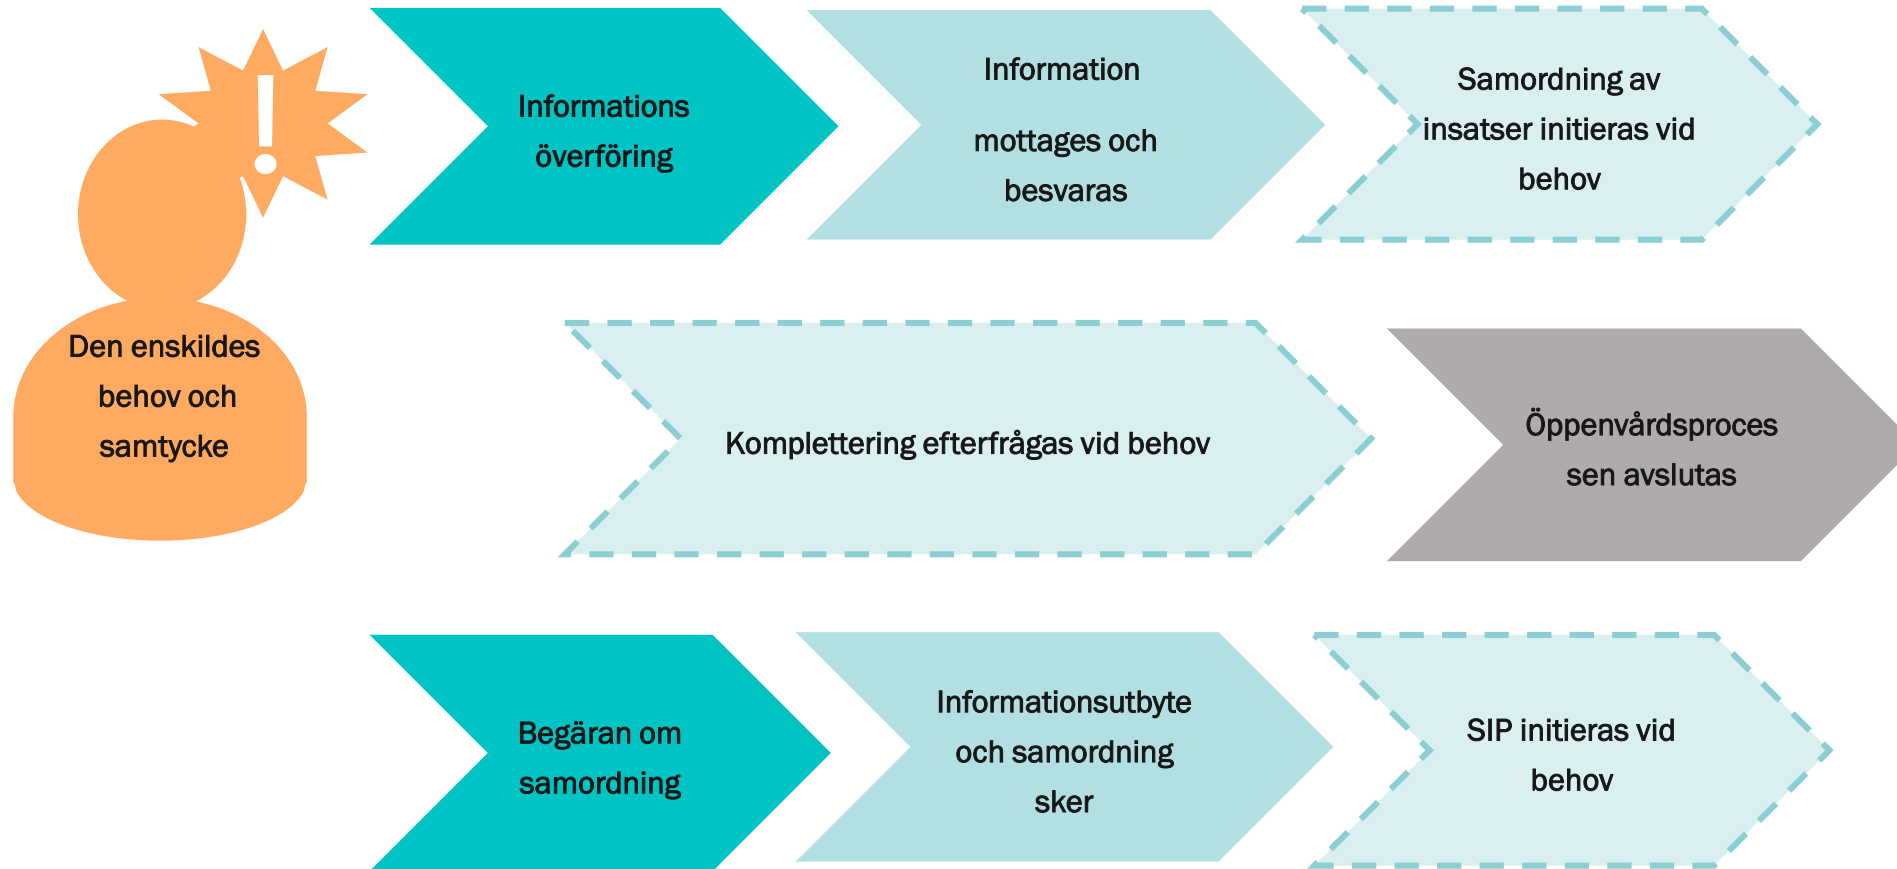 Informations
överföring
Information
mottages och
besvaras
Samordning av
insatser initieras vid
behov
Den enskildes
behov och
samtycke
Komplettering efterfrågas vid behov
Öppenvårdsproces
sen avslutas
Begäran om
samordning
Informationsutbyte
och samordning
sker
SIP initieras vid
behov